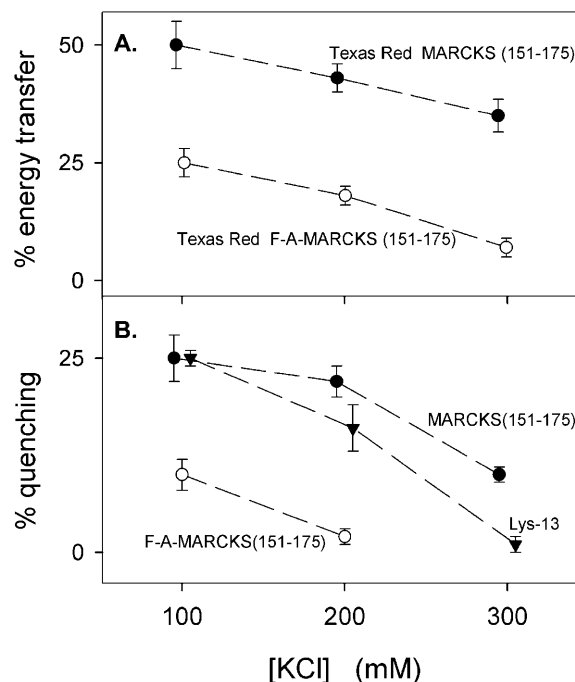 A.
Texas Red MARCKS (151-175)
50
25
0
% energy transfer
Texas Red F-A-MARCKS (151-175)
B.
25
0
% quenching
MARCKS(151-175)
Lys-13
F-A-MARCKS(151-175)
100 200 300
[KCl] (mM)